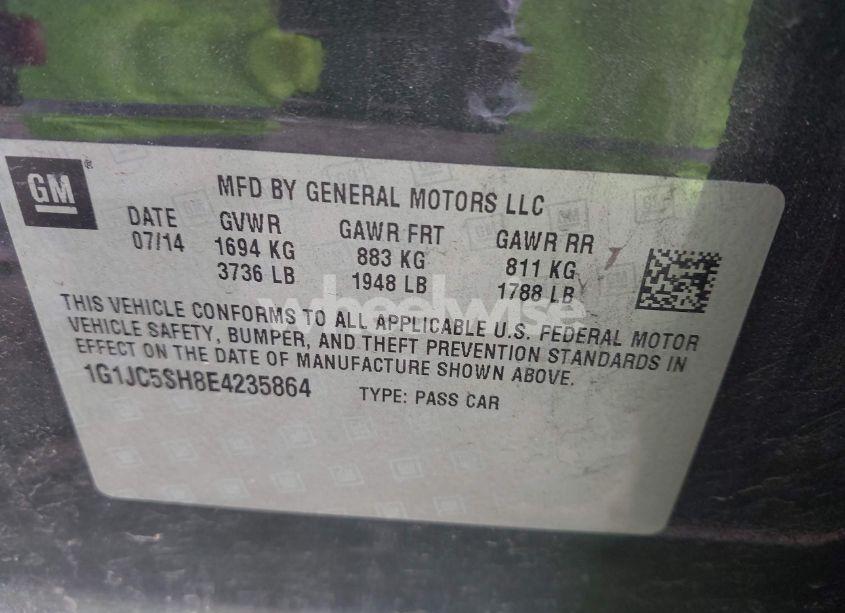 GM
MFD BY GENERAL MOTORS LLC
DATE GVWR GAWR FRT GAWR RR
07/14 1694 KG 883 KG 811 KG
3736 LB 1948 LB 1788 LB
THIS VEHICLE CONFORMS TO ALL APPLICABLE U.S. FEDERAL MOTOR
VEHICLE SAFETY, BUMPER, AND THEFT PREVENTION STANDARDS IN
EFFECT ON THE DATE OF MANUFACTURE SHOWN ABOVE.
1G1JC5SH8E4235864 TYPE: PASS CAR
wheelwise